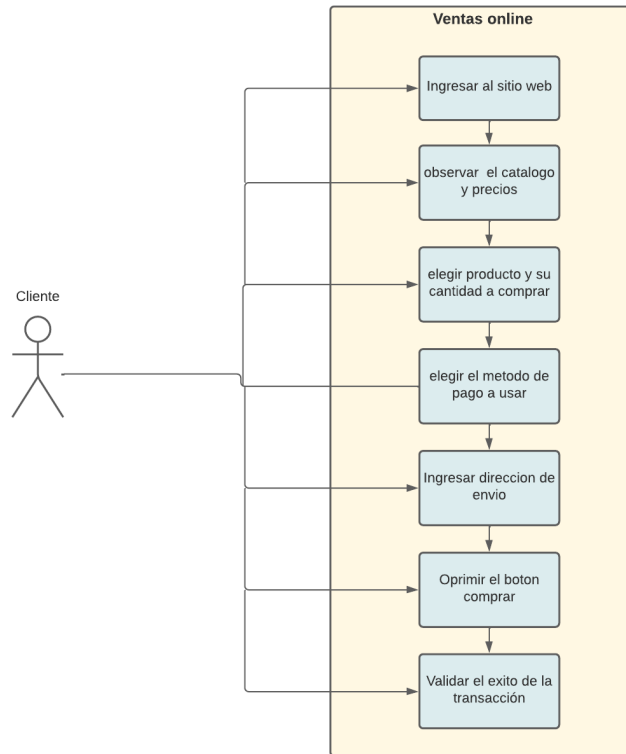 Ventas online
Ingresar al sitio web
observar el catalogo
y precios
elegir producto y su
cantidad a comprar
Cliente
elegir el metodo de
pago a usar
Ingresar direccion de
envio
Oprimir el boton
comprar
Validar el exito de la
transacción